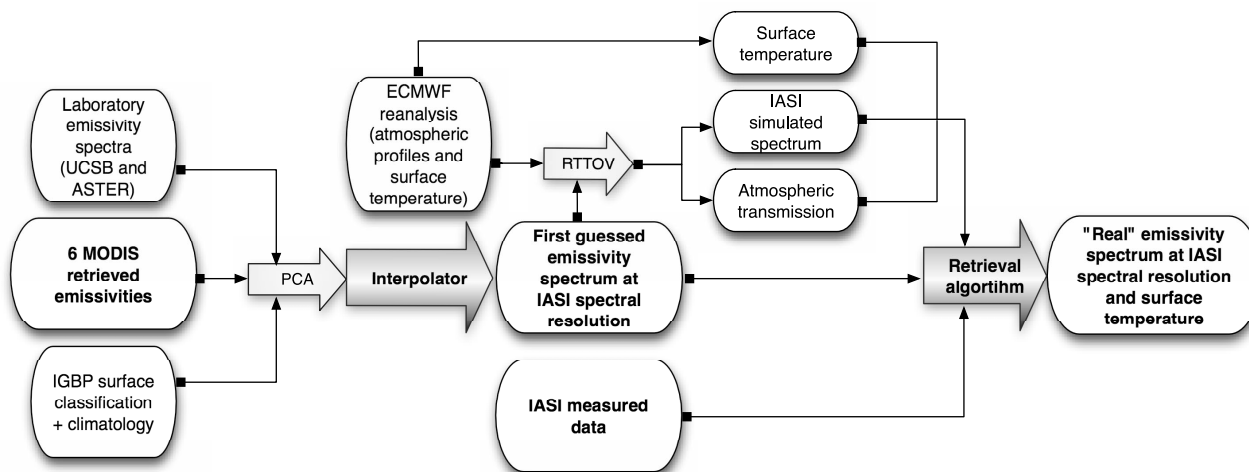 Laboratory
emissivity
spectra
(UCSB and
ASTER)
6 MODIS
retrieved
emissivities
IGBP surface
classification
+ climatology
PCA
Interpolator
ECMWF
reanalysis
(atmospheric
profiles and
surface
temperature)
RTTOV
First guessed
emissivity
spectrum at
IASI spectral
resolution
IASI measured
data
Surface
temperature
IASI
simulated
spectrum
Atmospheric
transmission
Retrieval
algortihm
"Real" emissivity
spectrum at IASI
spectral resolution
and surface
temperature